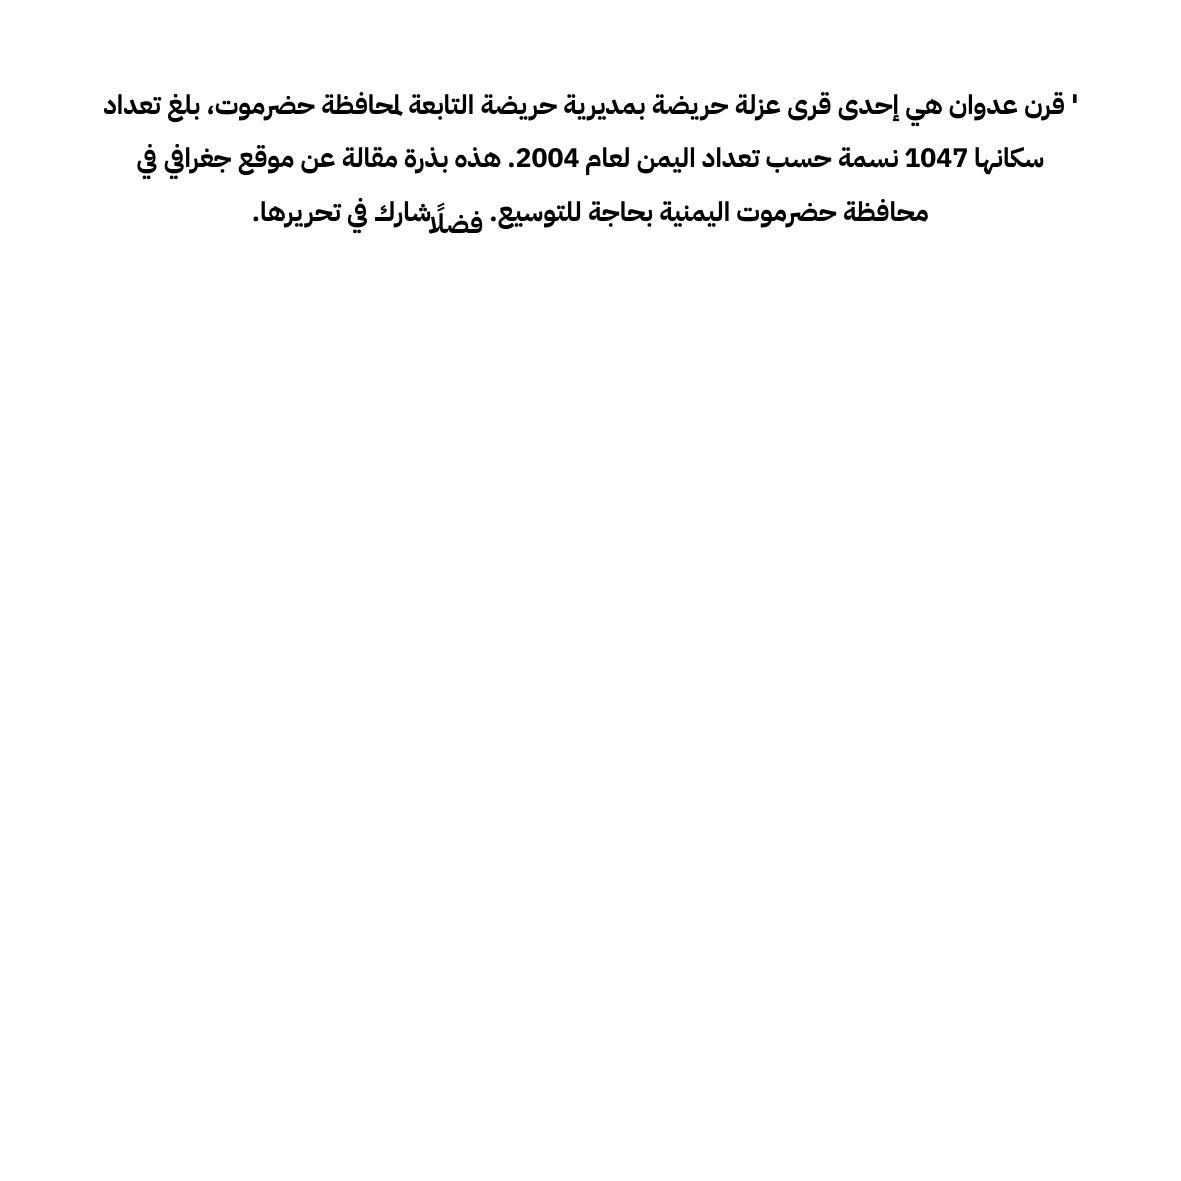 ' قرن عدوان هي إحدى قرى عزلة حريضة بمديرية حريضة التابعة لمحافظة حضرموت، بلغ تعداد
سكانها 1047 نسمة حسب تعداد اليمن لعام 2004. هذه بذرة مقالة عن موقع جغرافي في
محافظة حضرموت اليمنية بحاجة للتوسيع. فضلًا شارك في تحريرها.